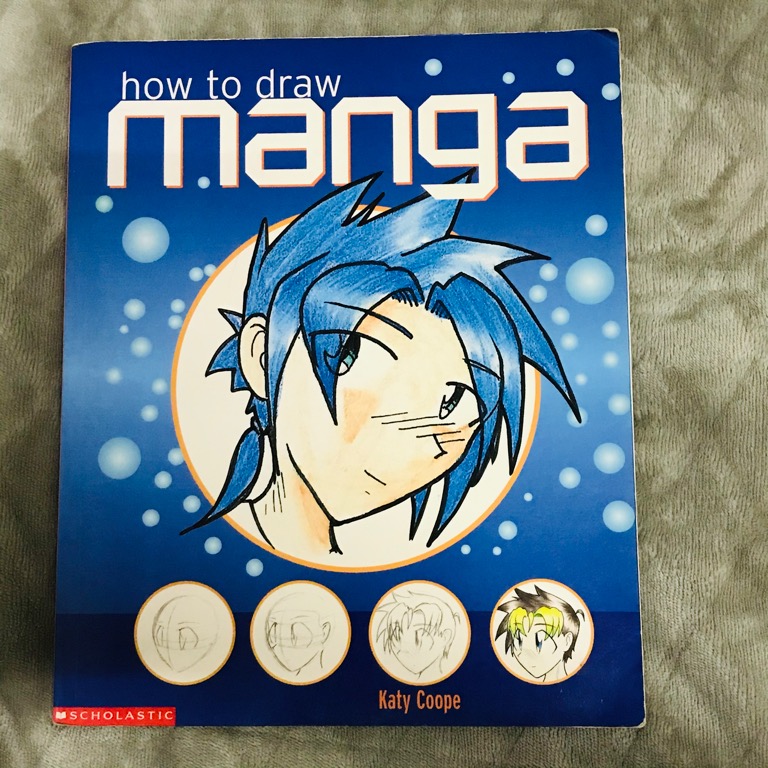 how to draw
manga
Katy Coope
SCHOLASTIC